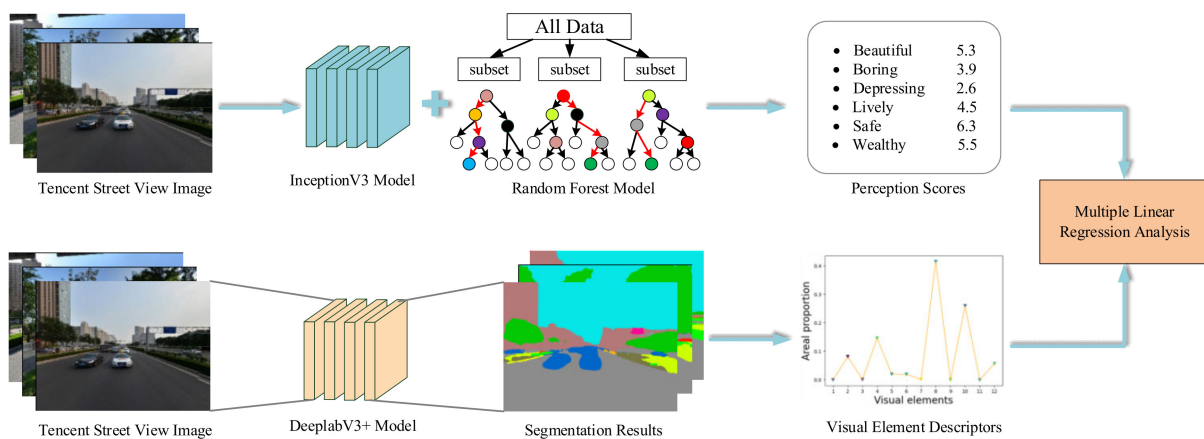 All Data
subset subset subset
Tencent Street View Image
InceptionV3 Model
Random Forest Model
● Beautiful 5.3
● Boring 3.9
● Depressing 2.6
● Lively 4.5
● Safe 6.3
● Wealthy 5.5
Perception Scores
Multiple Linear
Regression Analysis
Tencent Street View Image
DeeplabV3+ Model
Segmentation Results
Areal proportion
0.4
0.3
0.2
0.1
0.0
1 2 3 4 5 6 7 8 9 10 11 12
Visual elements
Visual Element Descriptors